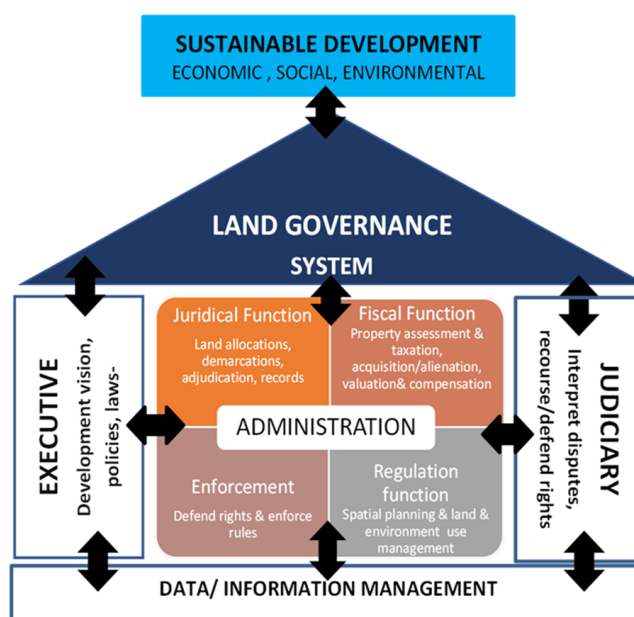 SUSTAINABLE DEVELOPMENT
ECONOMIC , SOCIAL, ENVIRONMENTAL
LAND GOVERNANCE
SYSTEM
EXECUTIVE
Development vision,
policies, laws-
Juridical Function
Land allocations,
demarcations,
adjudication, records
Fiscal Function
Property assessment &
taxation,
acquisition/alienation,
valuation& compensation
ADMINISTRATION
Enforcement
Defend rights & enforce
rules
Regulation
function
Spatial planning & land &
environment use
management
JUDICIARY
Interpret disputes,
recourse/defend rights
DATA/ INFORMATION MANAGEMENT